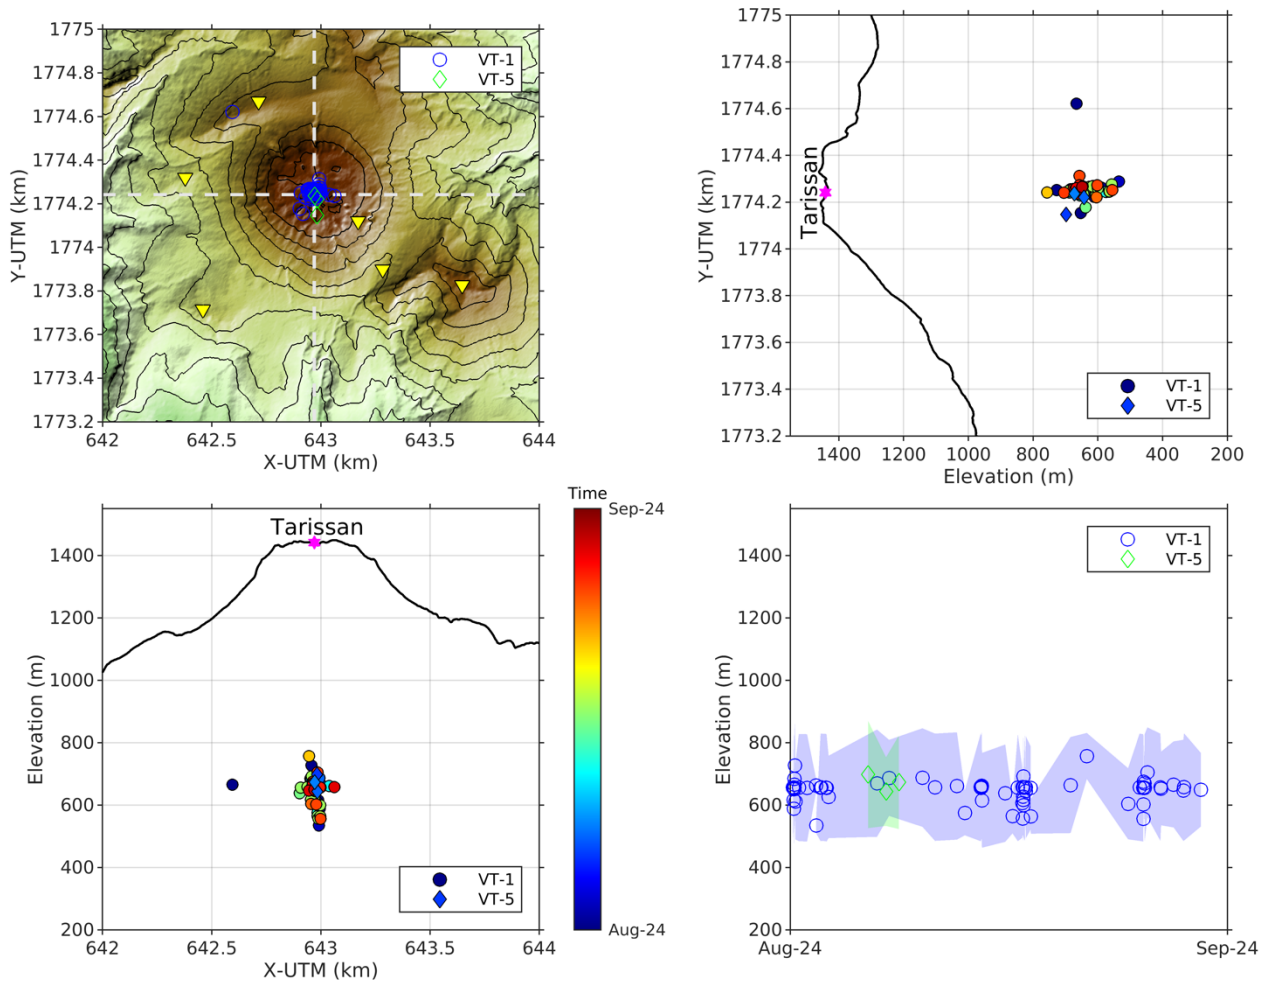 1775
1774.8
1774.6
1774.4
1774.2
1774
1773.8
1773.6
1773.4
1773.2
Y-UTM (km)
VT-1
VT-5
642
642.5
643
643.5
644
X-UTM (km)
1775
1774.8
1774.6
1774.4
1774.2
1774
1773.8
1773.6
1773.4
1773.2
Y-UTM (km)
Tarissan
VT-1
VT-5
1400
1200
1000
800
600
400
200
Elevation (m)
Tarissan
1400
1200
1000
800
600
400
200
Elevation (m)
VT-1
VT-5
642
642.5
643
643.5
644
X-UTM (km)
Time
Sep-24
Aug-24
VT-1
VT-5
1400
1200
1000
800
600
400
200
Elevation (m)
Aug-24
Sep-24